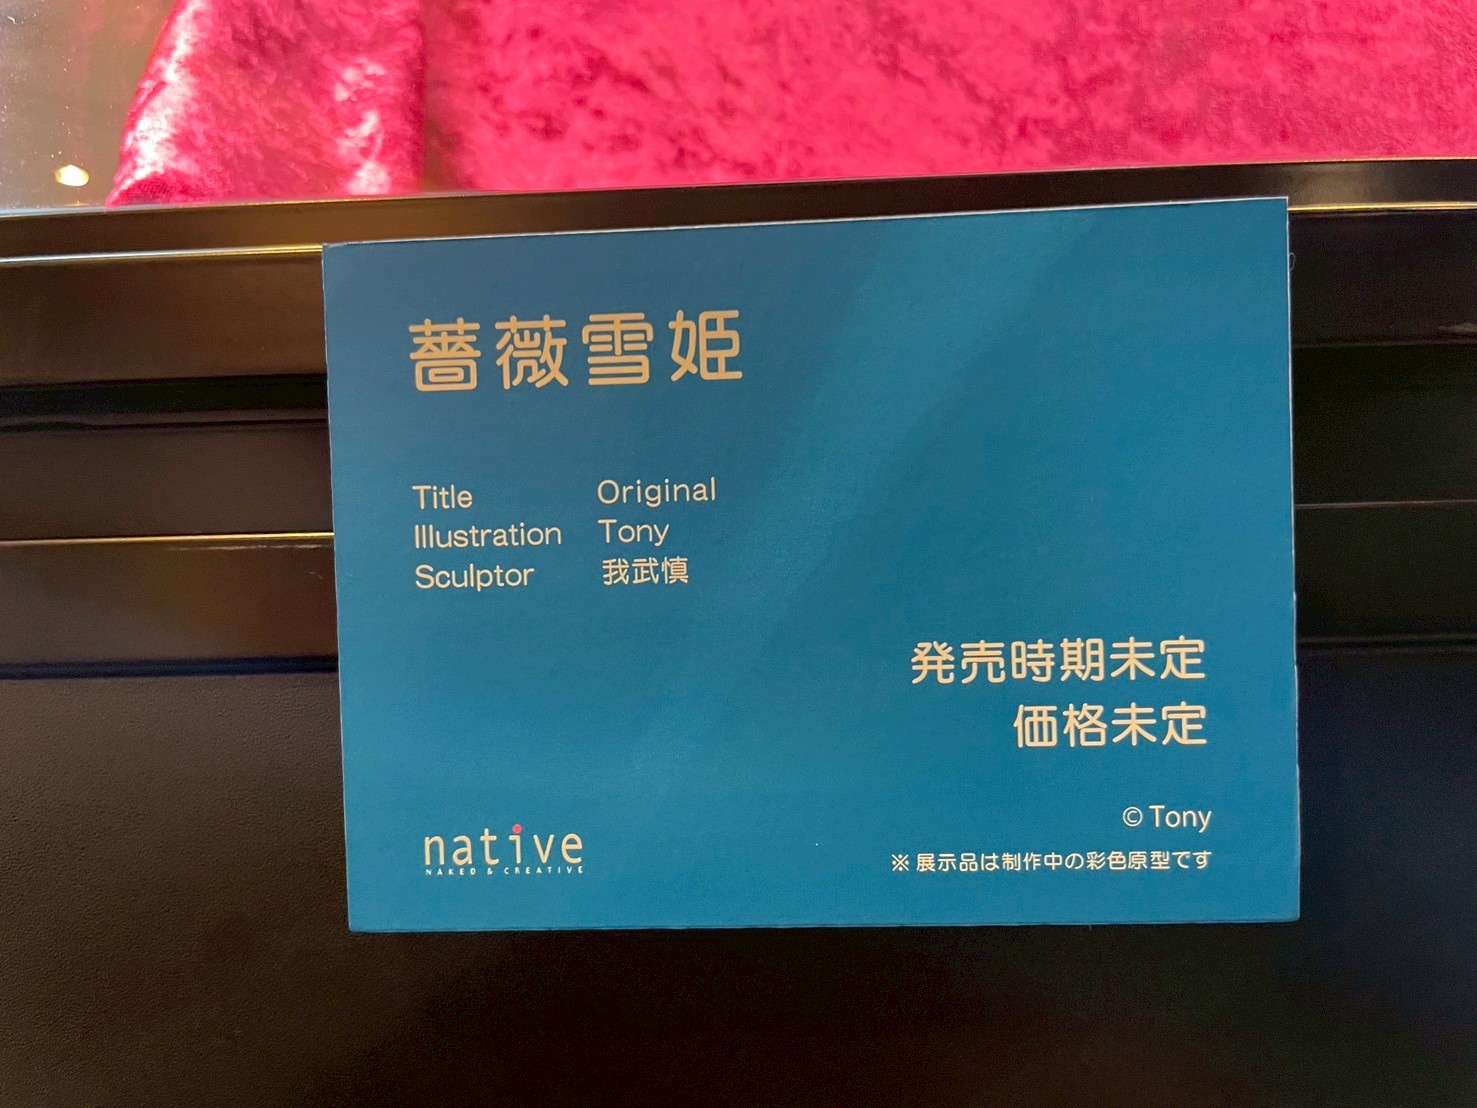 薔薇雪姫
Title Original
Illustration Tony
Sculptor 我武慎
発売時期未定
価格未定
© Tony
※展示品は制作中の彩色原型です
native
NAKED & CREATIVE